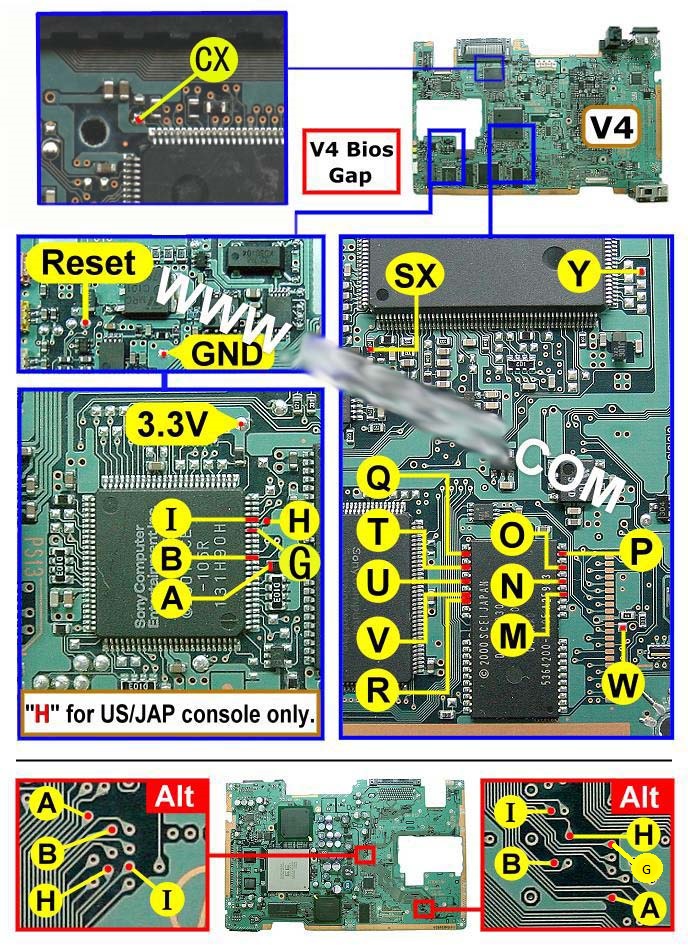 CX
V4
V4 Bios
Gap
Reset
WWW
GND
SX
Y
.COM
3.3V
I
H
B
G
A
Sony Computer
Entertainment
PS13
"H" for US/JAP console only.
Q
T
U
V
R
O
N
M
P
W
© 2000 SCEI JAPAN
Alt
A
B
H
I
Alt
I
H
G
B
A